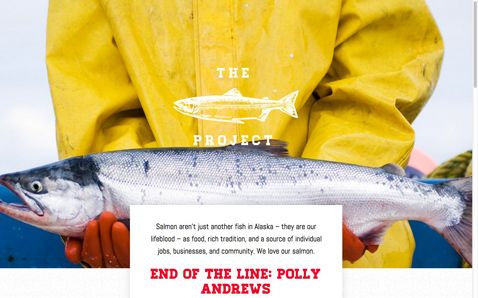 THE
PROJECT
Salmon aren't just another fish in Alaska – they are our
lifeblood – as food, rich tradition, and a source of individual
jobs, businesses, and community. We love our salmon.
END OF THE LINE: POLLY
ANDREWS